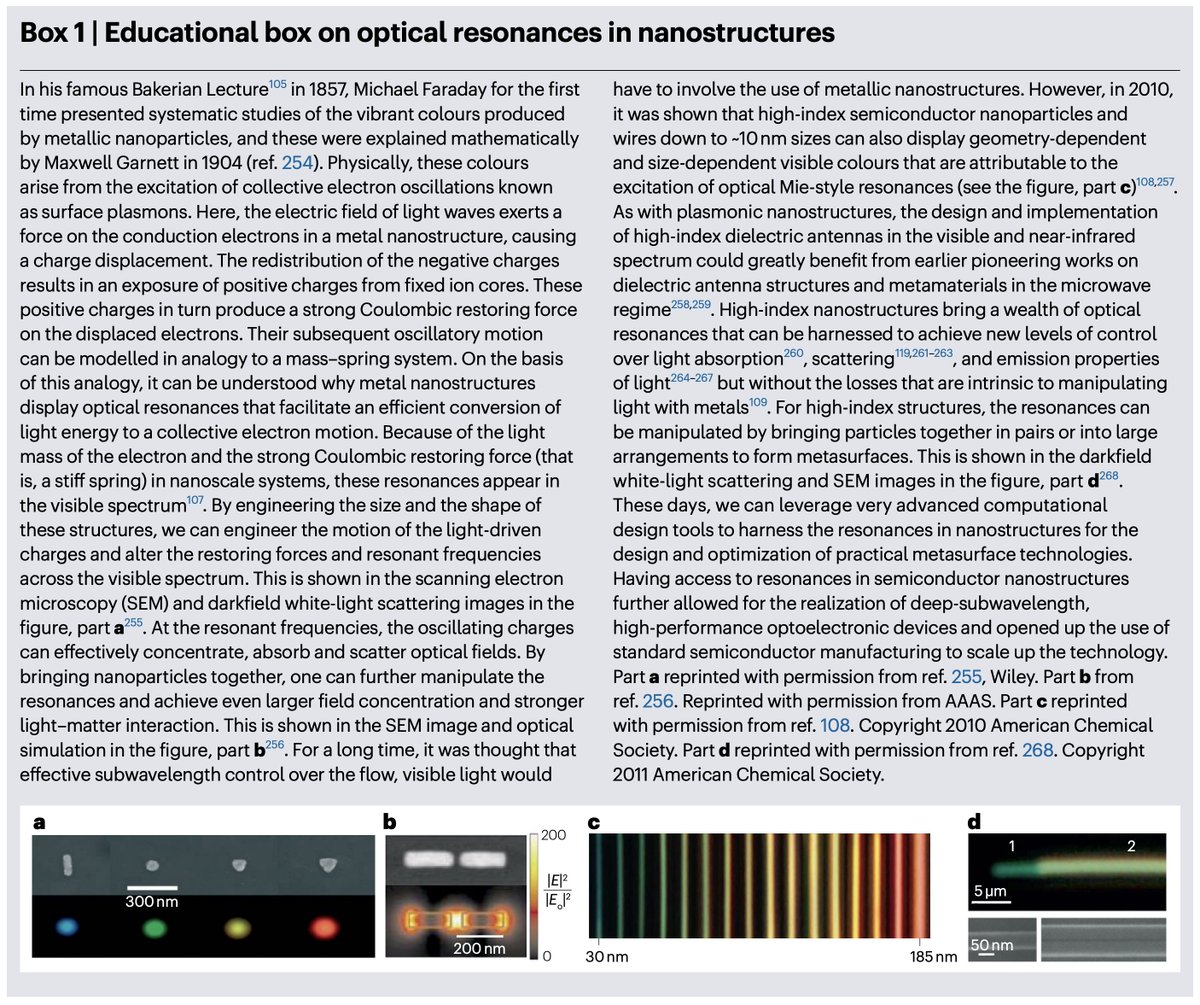 Box 1 | Educational box on optical resonances in nanostructures
In his famous Bakerian Lecture105 in 1857, Michael Faraday for the first
time presented systematic studies of the vibrant colours produced
by metallic nanoparticles, and these were explained mathematically
by Maxwell Garnett in 1904 (ref. 254). Physically, these colours
arise from the excitation of collective electron oscillations known
as surface plasmons. Here, the electric field of light waves exerts a
force on the conduction electrons in a metal nanostructure, causing
a charge displacement. The redistribution of the negative charges
results in an exposure of positive charges from fixed ion cores. These
positive charges in turn produce a strong Coulombic restoring force
on the displaced electrons. Their subsequent oscillatory motion
can be modelled in analogy to a mass–spring system. On the basis
of this analogy, it can be understood why metal nanostructures
display optical resonances that facilitate an efficient conversion of
light energy to a collective electron motion. Because of the light
mass of the electron and the strong Coulombic restoring force (that
is, a stiff spring) in nanoscale systems, these resonances appear in
the visible spectrum107. By engineering the size and the shape of
these structures, we can engineer the motion of the light-driven
charges and alter the restoring forces and resonant frequencies
across the visible spectrum. This is shown in the scanning electron
microscopy (SEM) and darkfield white-light scattering images in the
figure, part a255. At the resonant frequencies, the oscillating charges
can effectively concentrate, absorb and scatter optical fields. By
bringing nanoparticles together, one can further manipulate the
resonances and achieve even larger field concentration and stronger
light–matter interaction. This is shown in the SEM image and optical
simulation in the figure, part b256. For a long time, it was thought that
effective subwavelength control over the flow, visible light would
have to involve the use of metallic nanostructures. However, in 2010,
it was shown that high-index semiconductor nanoparticles and
wires down to ~10 nm sizes can also display geometry-dependent
and size-dependent visible colours that are attributable to the
excitation of optical Mie-style resonances (see the figure, part c)108,257.
As with plasmonic nanostructures, the design and implementation
of high-index dielectric antennas in the visible and near-infrared
spectrum could greatly benefit from earlier pioneering works on
dielectric antenna structures and metamaterials in the microwave
regime258,259. High-index nanostructures bring a wealth of optical
resonances that can be harnessed to achieve new levels of control
over light absorption260, scattering119,261–263, and emission properties
of light264–267 but without the losses that are intrinsic to manipulating
light with metals109. For high-index structures, the resonances can
be manipulated by bringing particles together in pairs or into large
arrangements to form metasurfaces. This is shown in the darkfield
white-light scattering and SEM images in the figure, part d268.
These days, we can leverage very advanced computational
design tools to harness the resonances in nanostructures for the
design and optimization of practical metasurface technologies.
Having access to resonances in semiconductor nanostructures
further allowed for the realization of deep-subwavelength,
high-performance optoelectronic devices and opened up the use of
standard semiconductor manufacturing to scale up the technology.
Part a reprinted with permission from ref. 255, Wiley. Part b from
ref. 256. Reprinted with permission from AAAS. Part c reprinted
with permission from ref. 108. Copyright 2010 American Chemical
Society. Part d reprinted with permission from ref. 268. Copyright
2011 American Chemical Society.
a
300 nm
b
200
|E|²
|E₀|²
0
200 nm
c
30 nm
185 nm
d
1
2
5 µm
50 nm